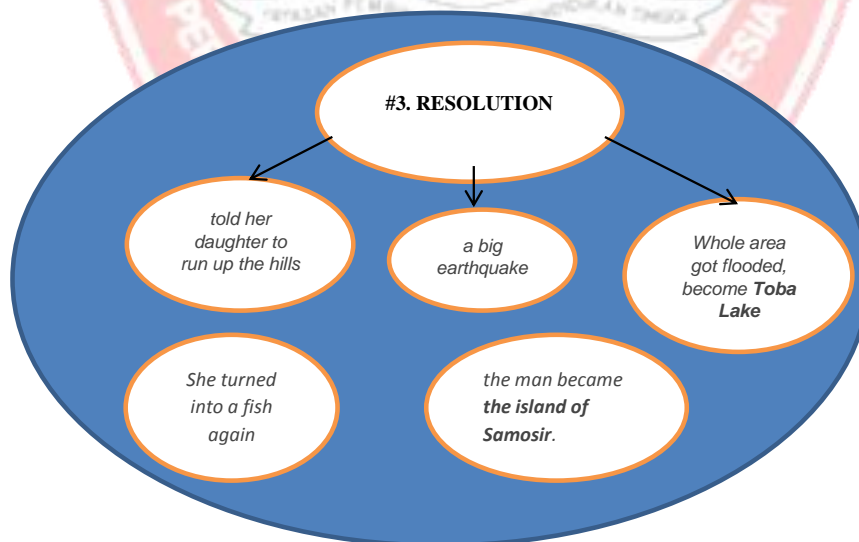 #3. RESOLUTION
told her
daughter to
run up the hills
a big
earthquake
Whole area
got flooded,
become Toba
Lake
She turned
into a fish
again
the man became
the island of
Samosir.